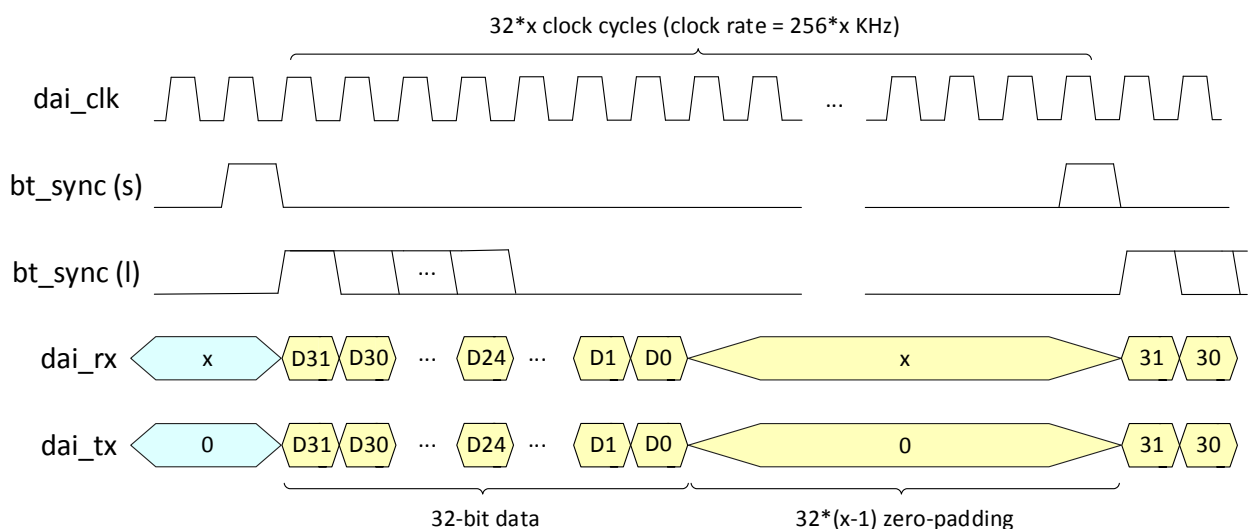 32*x clock cycles (clock rate = 256*x KHz)
dai_clk ...
bt_sync (s)
bt_sync (l) ...
dai_rx x D31 D30 ... D24 ... D1 D0 x 31 30
dai_tx 0 D31 D30 ... D24 ... D1 D0 0 31 30
32-bit data 32*(x-1) zero-padding